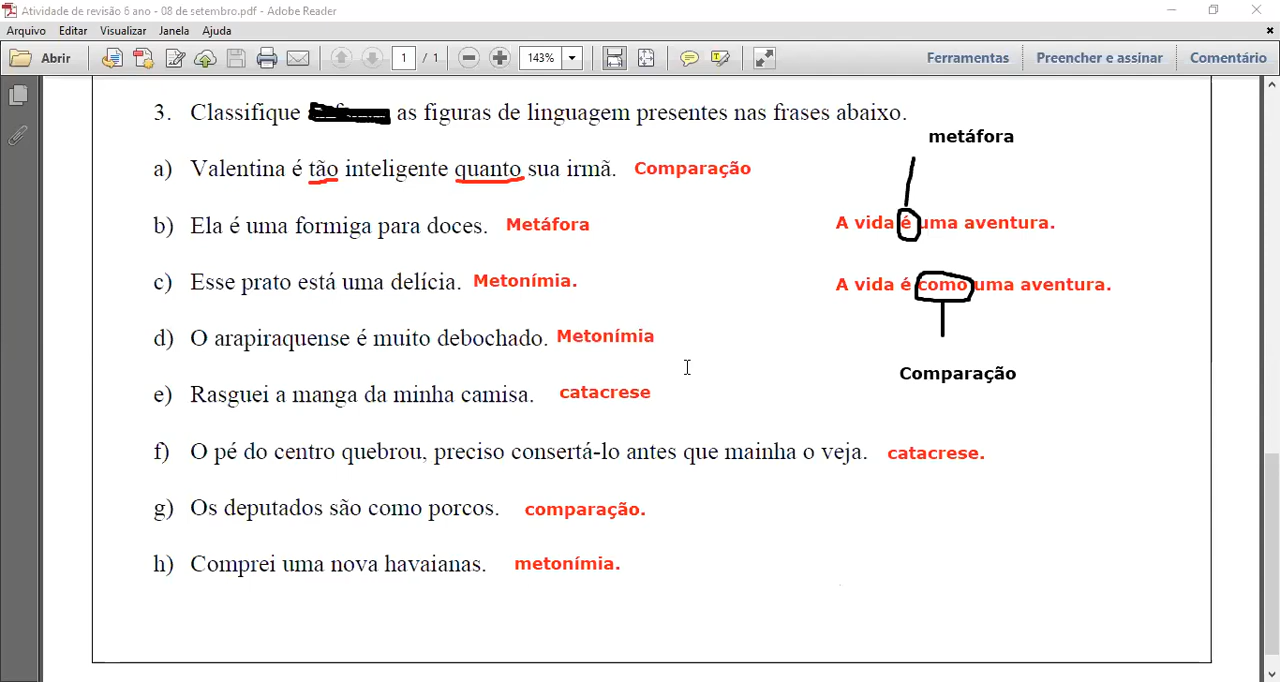 Atividade de revisão 6 ano - 08 de setembro.pdf - Adobe Reader
Arquivo Editar Visualizar Janela Ajuda
Abrir 1 / 1 143% Ferramentas Preencher e assinar Comentário
3. Classifique as figuras de linguagem presentes nas frases abaixo.
metáfora
a) Valentina é tão inteligente quanto sua irmã. Comparação
b) Ela é uma formiga para doces. Metáfora A vida é uma aventura.
c) Esse prato está uma delícia. Metonímia. A vida é como uma aventura.
d) O arapiraquense é muito debochado. Metonímia
Comparação
e) Rasguei a manga da minha camisa. catacrese
f) O pé do centro quebrou, preciso consertá-lo antes que mainha o veja. catacrese.
g) Os deputados são como porcos. comparação.
h) Comprei uma nova havaianas. metonímia.